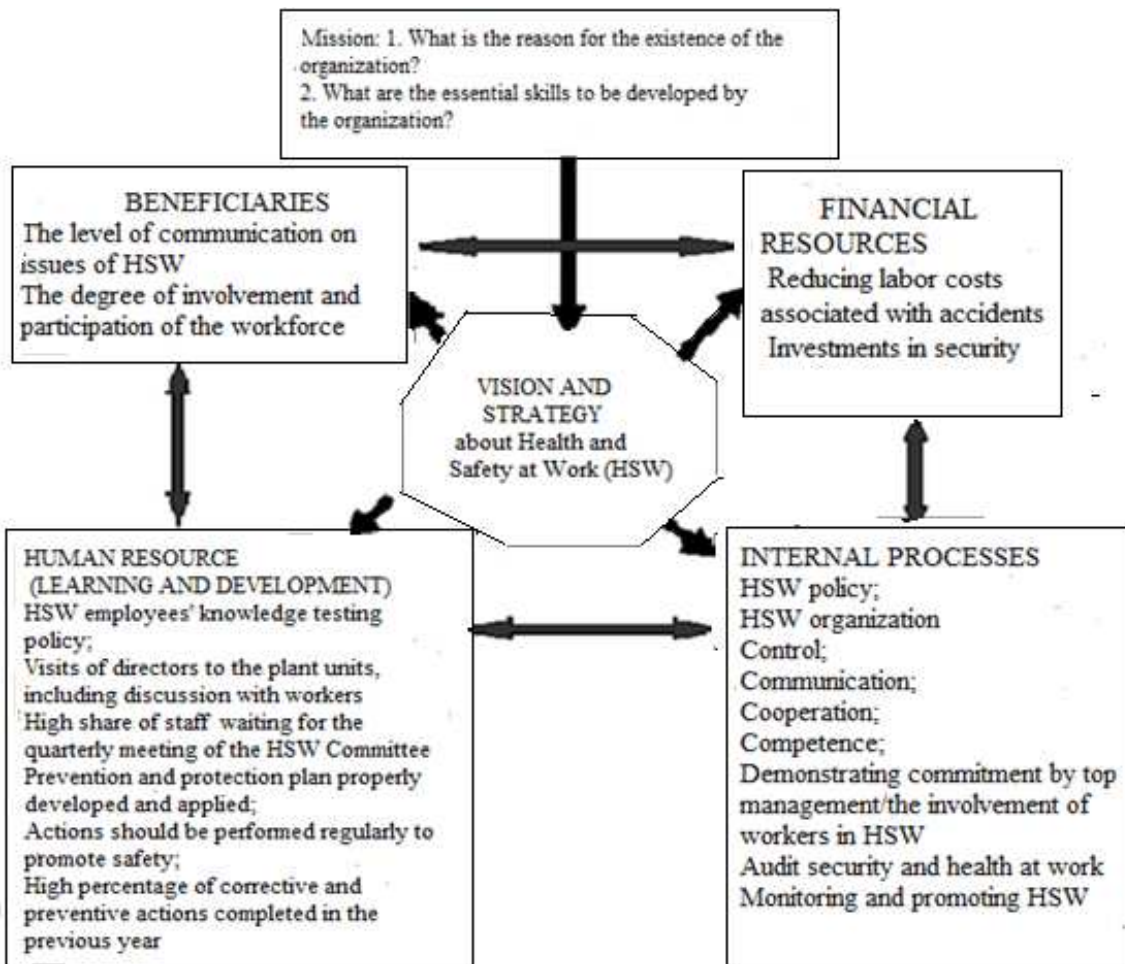 Mission: 1. What is the reason for the existence of the
organization?
2. What are the essential skills to be developed by
the organization?
BENEFICIARIES
The level of communication on
issues of HSW
The degree of involvement and
participation of the workforce
FINANCIAL
RESOURCES
Reducing labor costs
associated with accidents
Investments in security
VISION AND
STRATEGY
about Health and
Safety at Work (HSW)
HUMAN RESOURCE
(LEARNING AND DEVELOPMENT)
HSW employees' knowledge testing
policy;
Visits of directors to the plant units,
including discussion with workers
High share of staff waiting for the
quarterly meeting of the HSW Committee
Prevention and protection plan properly
developed and applied;
Actions should be performed regularly to
promote safety;
High percentage of corrective and
preventive actions completed in the
previous year
INTERNAL PROCESSES
HSW policy;
HSW organization
Control;
Communication;
Cooperation;
Competence;
Demonstrating commitment by top
management/the involvement of
workers in HSW
Audit security and health at work
Monitoring and promoting HSW